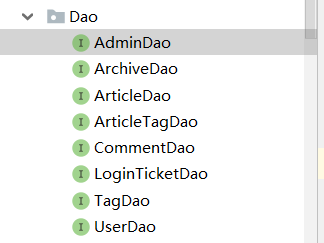 Dao
I AdminDao
I ArchiveDao
I ArticleDao
I ArticleTagDao
I CommentDao
I LoginTicketDao
I TagDao
I UserDao